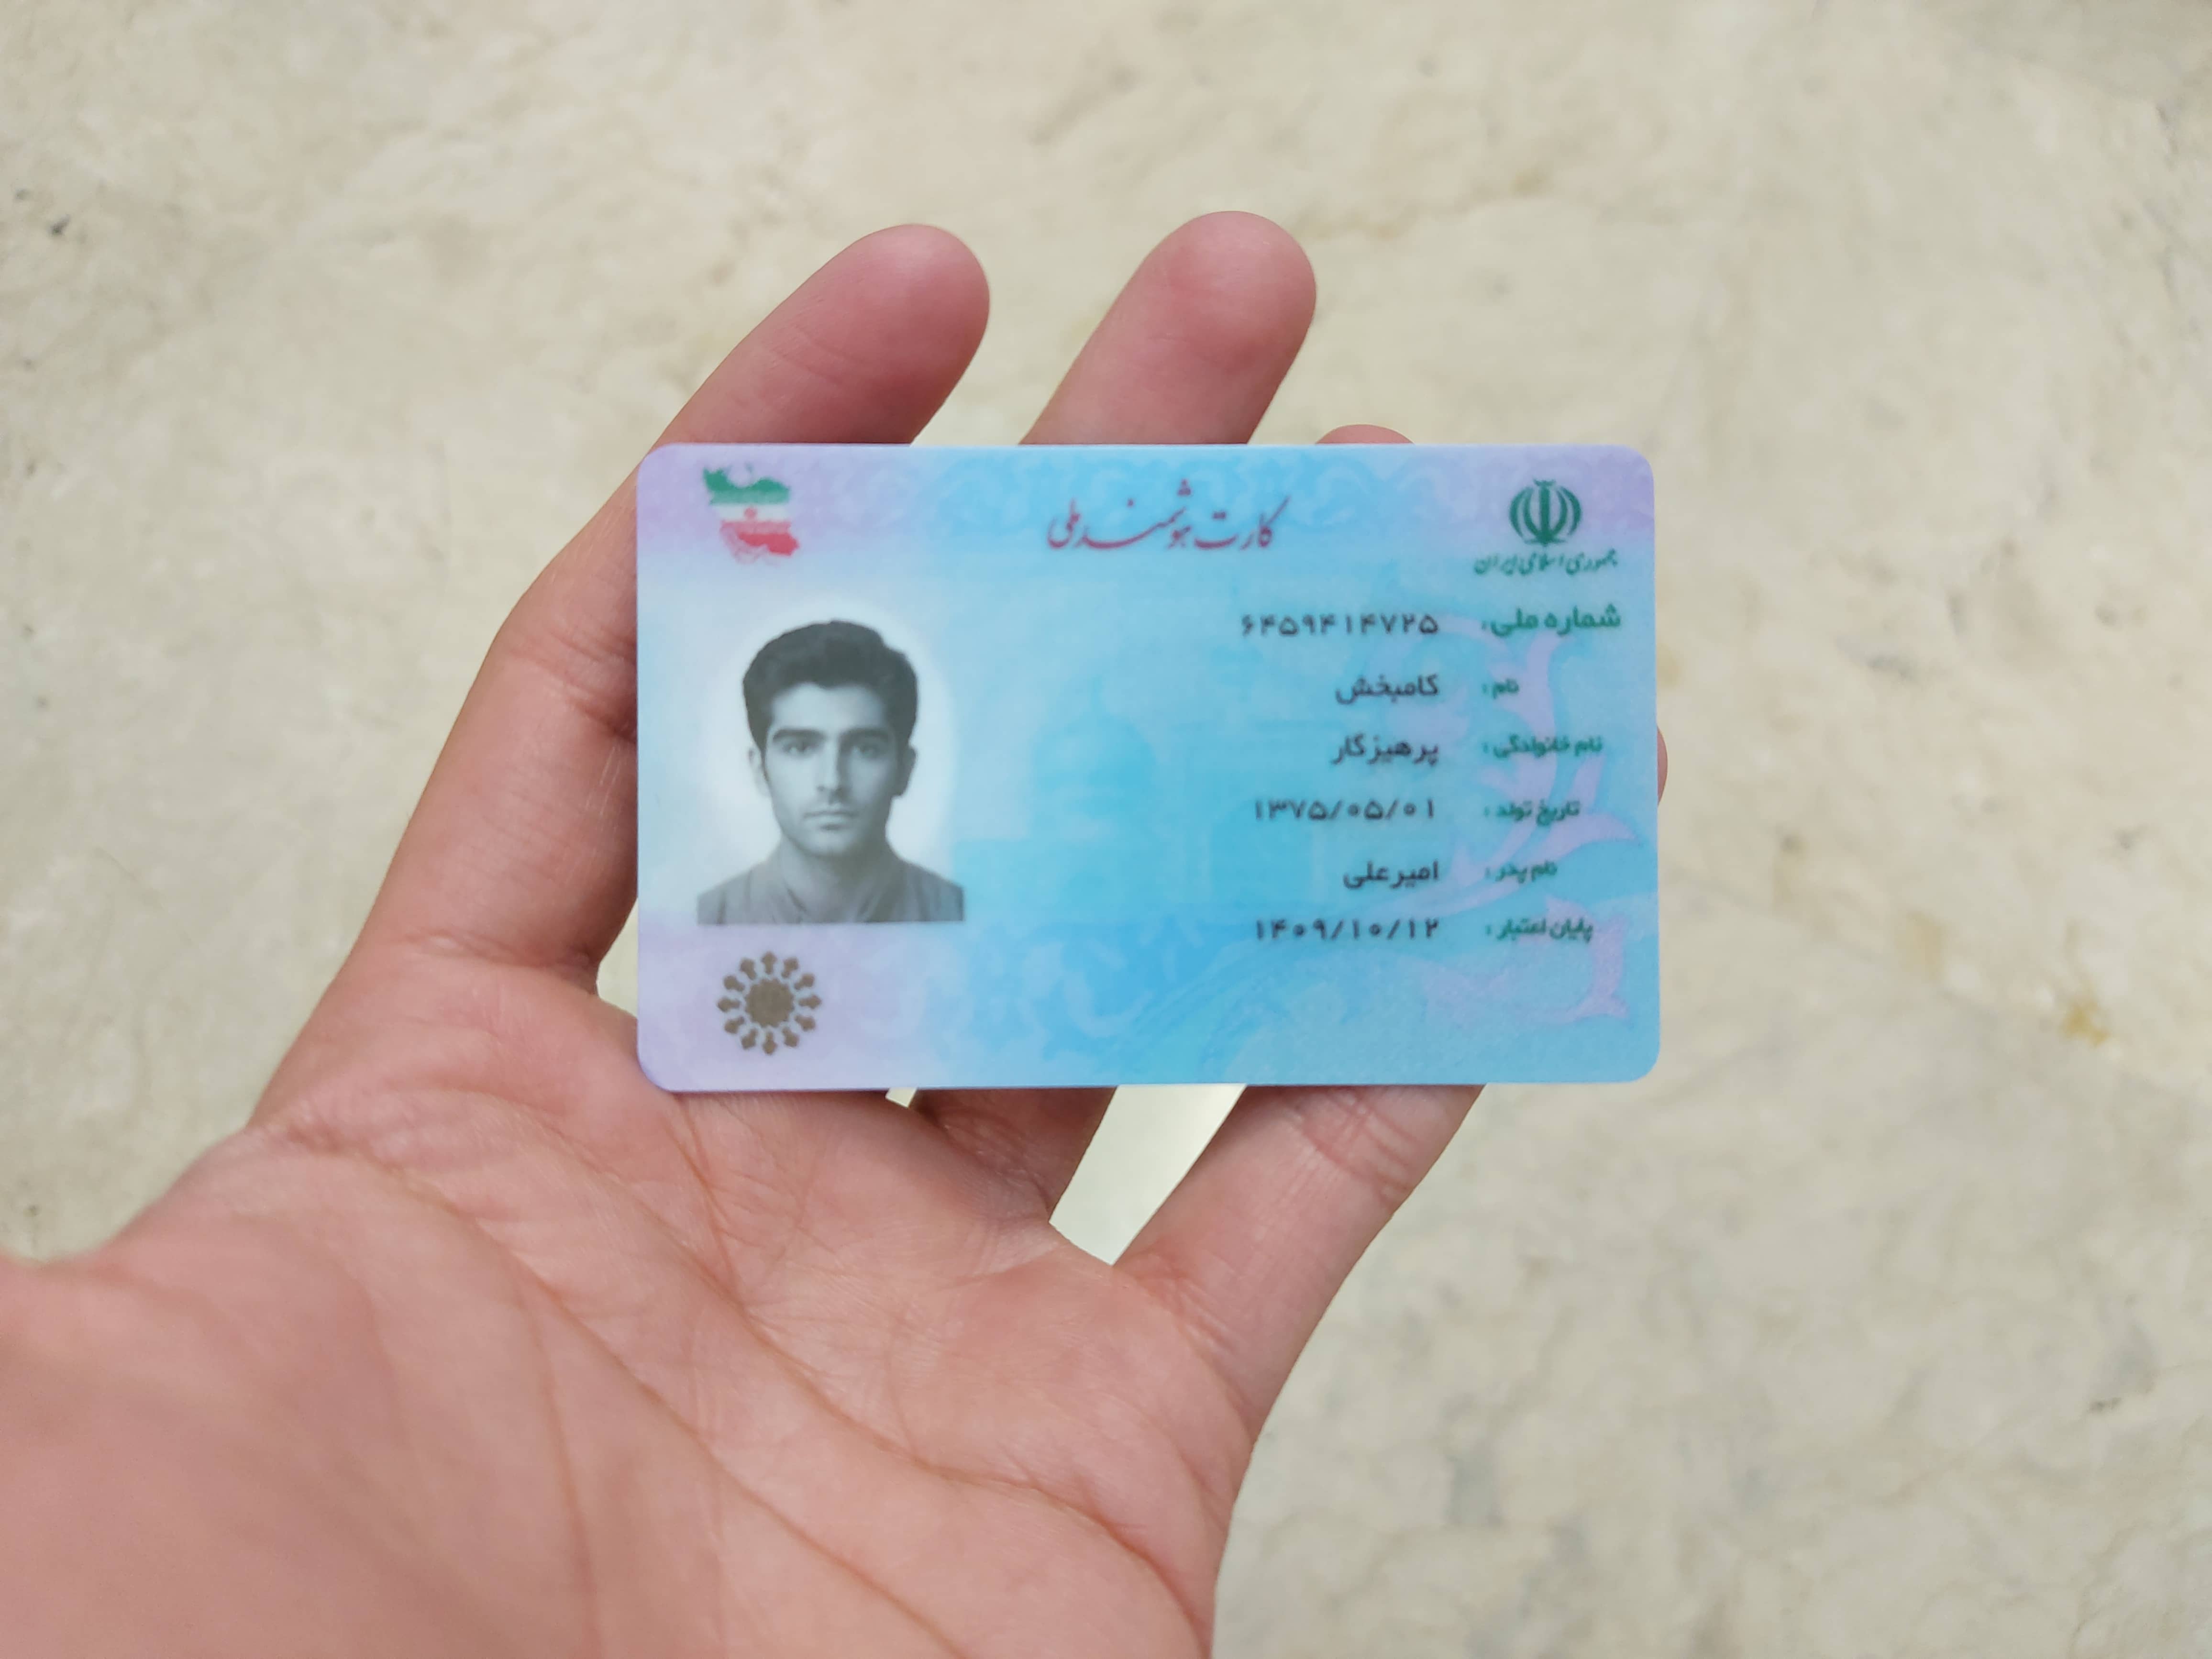 کارت هوشمند ملی
جمهوری اسلامی ایران
شماره ملی: ۶۴۵۹۴۱۴۷۲۵
نام: کامبخش
نام خانوادگی: پرهیزگار
تاریخ تولد: ۱۳۷۵/۰۵/۰۱
نام پدر: امیرعلی
پایان اعتبار: ۱۴۰۹/۱۰/۱۲